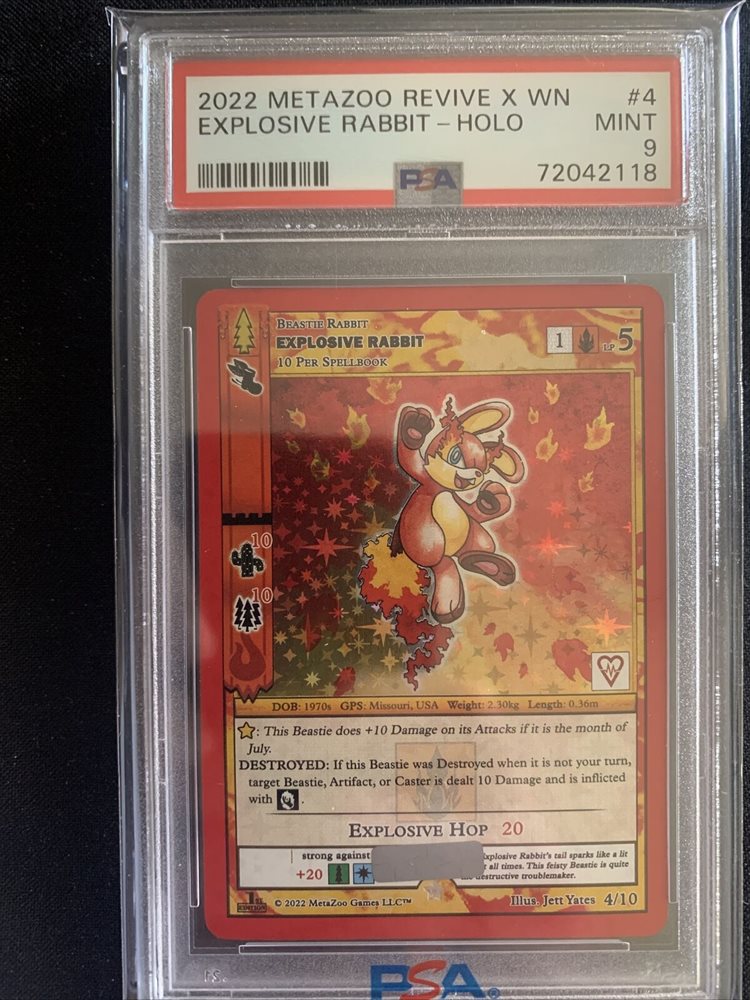 2022 METAZOO REVIVE X WN #4
EXPLOSIVE RABBIT-HOLO MINT
9
PSA 72042118
BEASTIE RABBIT
EXPLOSIVE RABBIT 1 LP 5
10 PER SPELLBOOK
10
10
DOB: 1970s GPS: Missouri, USA Weight: 2.30kg Length: 0.36m
: This Beastie does +10 Damage on its Attacks if it is the month of
July.
DESTROYED: If this Beastie was Destroyed when it is not your turn,
target Beastie, Artifact, or Caster is dealt 10 Damage and is inflicted
with .
EXPLOSIVE HOP 20
strong against Explosive Rabbit's tail sparks like a lit
+20 at all times. This feisty Beastie is quite
destructive troublemaker.
1ST EDITION © 2022 MetaZoo Games LLC™ Illus. Jett Yates 4/10
PSA®